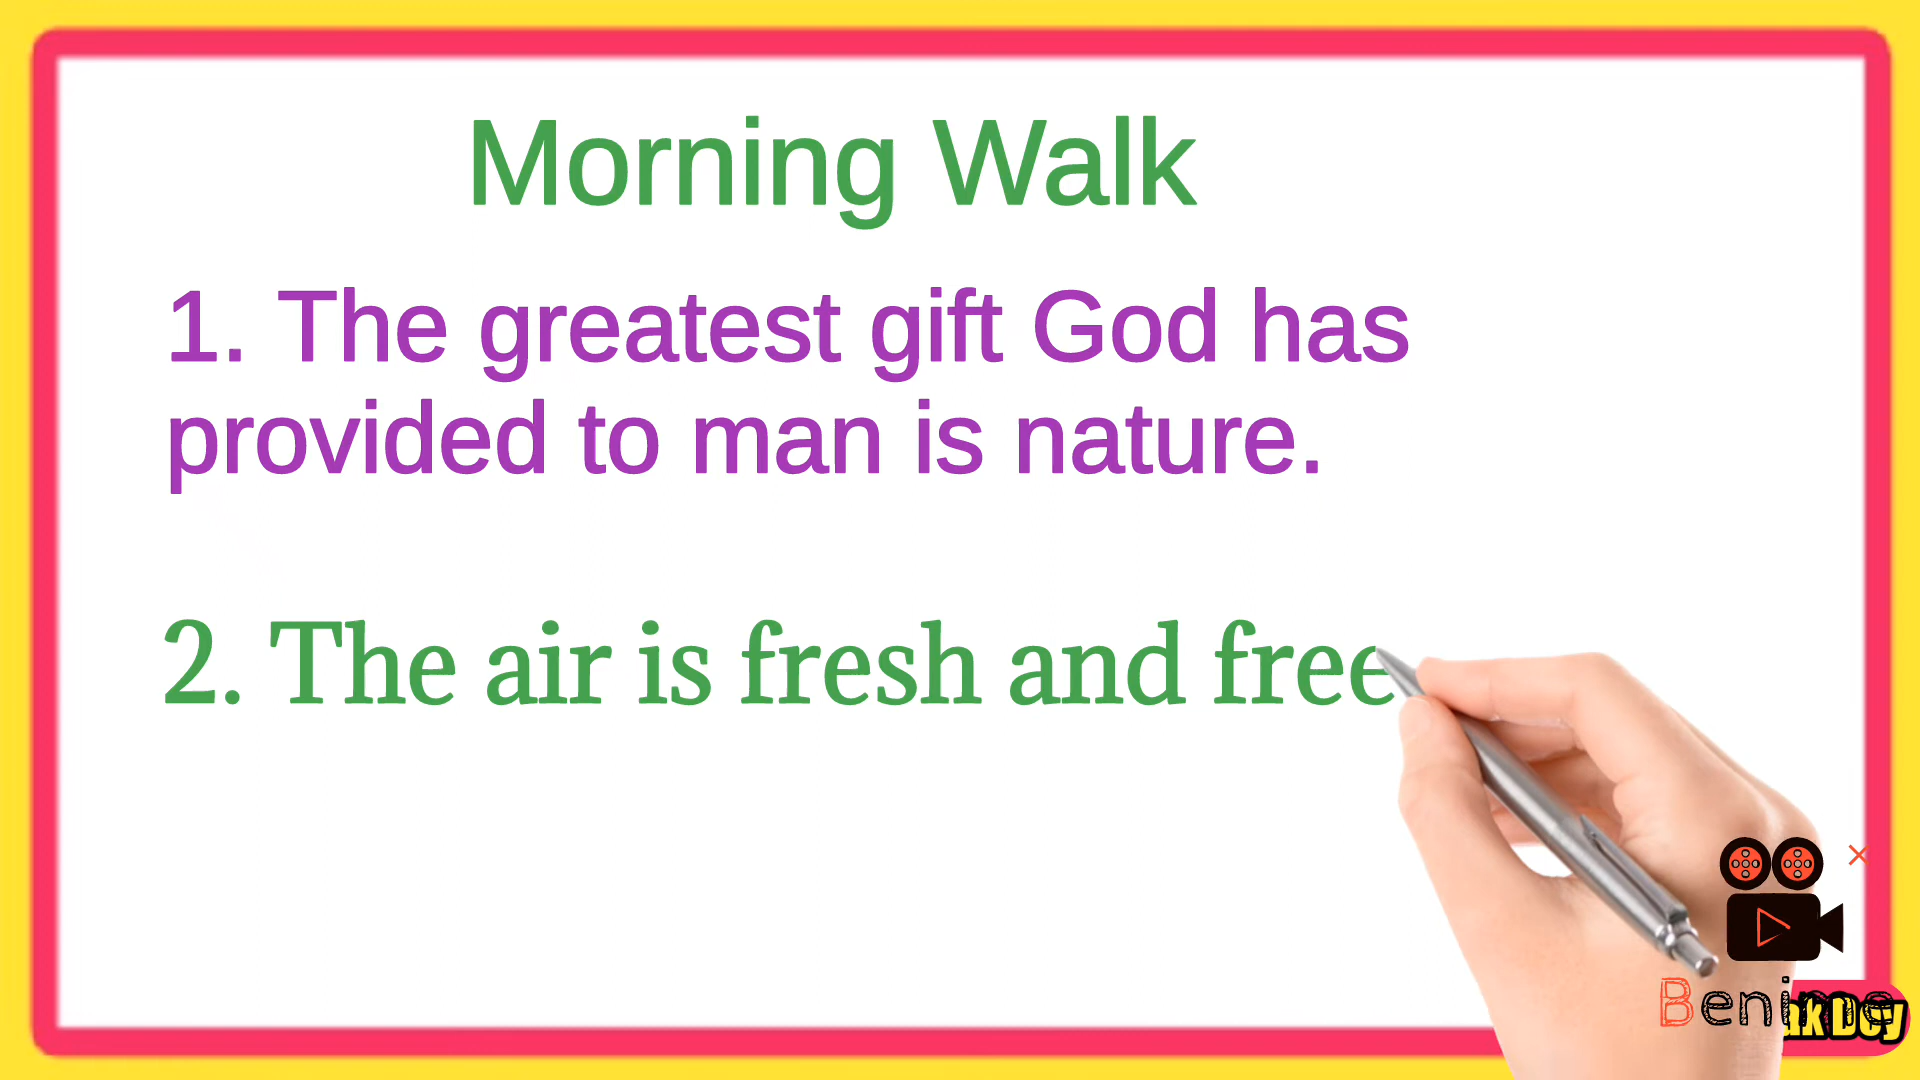 Morning Walk
1. The greatest gift God has
provided to man is nature.
2. The air is fresh and free
Benime